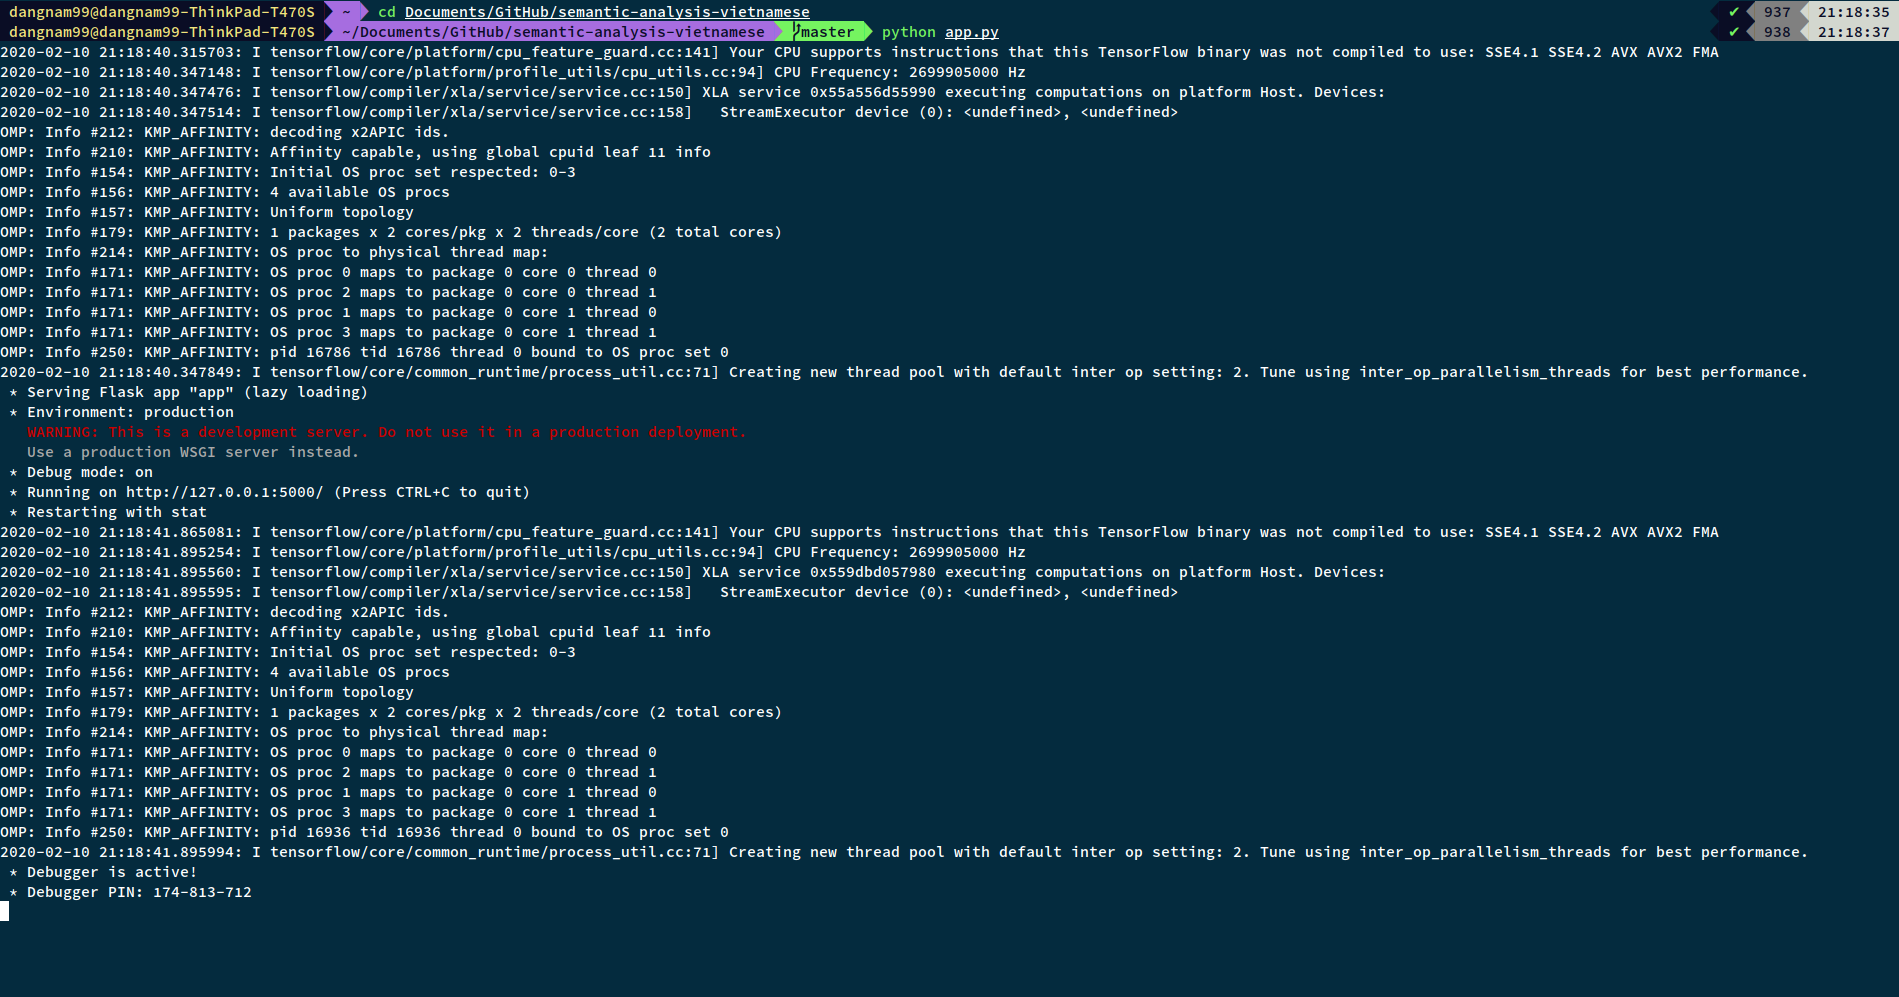 dangnam99@dangnam99-ThinkPad-T470S ~ cd Documents/GitHub/semantic-analysis-vietnamese ✔ 937 21:18:35
dangnam99@dangnam99-ThinkPad-T470S ~/Documents/GitHub/semantic-analysis-vietnamese master python app.py ✔ 938 21:18:37
2020-02-10 21:18:40.315703: I tensorflow/core/platform/cpu_feature_guard.cc:141] Your CPU supports instructions that this TensorFlow binary was not compiled to use: SSE4.1 SSE4.2 AVX AVX2 FMA
2020-02-10 21:18:40.347148: I tensorflow/core/platform/profile_utils/cpu_utils.cc:94] CPU Frequency: 2699905000 Hz
2020-02-10 21:18:40.347476: I tensorflow/compiler/xla/service/service.cc:150] XLA service 0x55a556d55990 executing computations on platform Host. Devices:
2020-02-10 21:18:40.347514: I tensorflow/compiler/xla/service/service.cc:158]   StreamExecutor device (0): <undefined>, <undefined>
OMP: Info #212: KMP_AFFINITY: decoding x2APIC ids.
OMP: Info #210: KMP_AFFINITY: Affinity capable, using global cpuid leaf 11 info
OMP: Info #154: KMP_AFFINITY: Initial OS proc set respected: 0-3
OMP: Info #156: KMP_AFFINITY: 4 available OS procs
OMP: Info #157: KMP_AFFINITY: Uniform topology
OMP: Info #179: KMP_AFFINITY: 1 packages x 2 cores/pkg x 2 threads/core (2 total cores)
OMP: Info #214: KMP_AFFINITY: OS proc to physical thread map:
OMP: Info #171: KMP_AFFINITY: OS proc 0 maps to package 0 core 0 thread 0
OMP: Info #171: KMP_AFFINITY: OS proc 2 maps to package 0 core 0 thread 1
OMP: Info #171: KMP_AFFINITY: OS proc 1 maps to package 0 core 1 thread 0
OMP: Info #171: KMP_AFFINITY: OS proc 3 maps to package 0 core 1 thread 1
OMP: Info #250: KMP_AFFINITY: pid 16786 tid 16786 thread 0 bound to OS proc set 0
2020-02-10 21:18:40.347849: I tensorflow/core/common_runtime/process_util.cc:71] Creating new thread pool with default inter op setting: 2. Tune using inter_op_parallelism_threads for best performance.
 * Serving Flask app "app" (lazy loading)
 * Environment: production
   WARNING: This is a development server. Do not use it in a production deployment.
   Use a production WSGI server instead.
 * Debug mode: on
 * Running on http://127.0.0.1:5000/ (Press CTRL+C to quit)
 * Restarting with stat
2020-02-10 21:18:41.865081: I tensorflow/core/platform/cpu_feature_guard.cc:141] Your CPU supports instructions that this TensorFlow binary was not compiled to use: SSE4.1 SSE4.2 AVX AVX2 FMA
2020-02-10 21:18:41.895254: I tensorflow/core/platform/profile_utils/cpu_utils.cc:94] CPU Frequency: 2699905000 Hz
2020-02-10 21:18:41.895560: I tensorflow/compiler/xla/service/service.cc:150] XLA service 0x559dbd057980 executing computations on platform Host. Devices:
2020-02-10 21:18:41.895595: I tensorflow/compiler/xla/service/service.cc:158]   StreamExecutor device (0): <undefined>, <undefined>
OMP: Info #212: KMP_AFFINITY: decoding x2APIC ids.
OMP: Info #210: KMP_AFFINITY: Affinity capable, using global cpuid leaf 11 info
OMP: Info #154: KMP_AFFINITY: Initial OS proc set respected: 0-3
OMP: Info #156: KMP_AFFINITY: 4 available OS procs
OMP: Info #157: KMP_AFFINITY: Uniform topology
OMP: Info #179: KMP_AFFINITY: 1 packages x 2 cores/pkg x 2 threads/core (2 total cores)
OMP: Info #214: KMP_AFFINITY: OS proc to physical thread map:
OMP: Info #171: KMP_AFFINITY: OS proc 0 maps to package 0 core 0 thread 0
OMP: Info #171: KMP_AFFINITY: OS proc 2 maps to package 0 core 0 thread 1
OMP: Info #171: KMP_AFFINITY: OS proc 1 maps to package 0 core 1 thread 0
OMP: Info #171: KMP_AFFINITY: OS proc 3 maps to package 0 core 1 thread 1
OMP: Info #250: KMP_AFFINITY: pid 16936 tid 16936 thread 0 bound to OS proc set 0
2020-02-10 21:18:41.895994: I tensorflow/core/common_runtime/process_util.cc:71] Creating new thread pool with default inter op setting: 2. Tune using inter_op_parallelism_threads for best performance.
 * Debugger is active!
 * Debugger PIN: 174-813-712